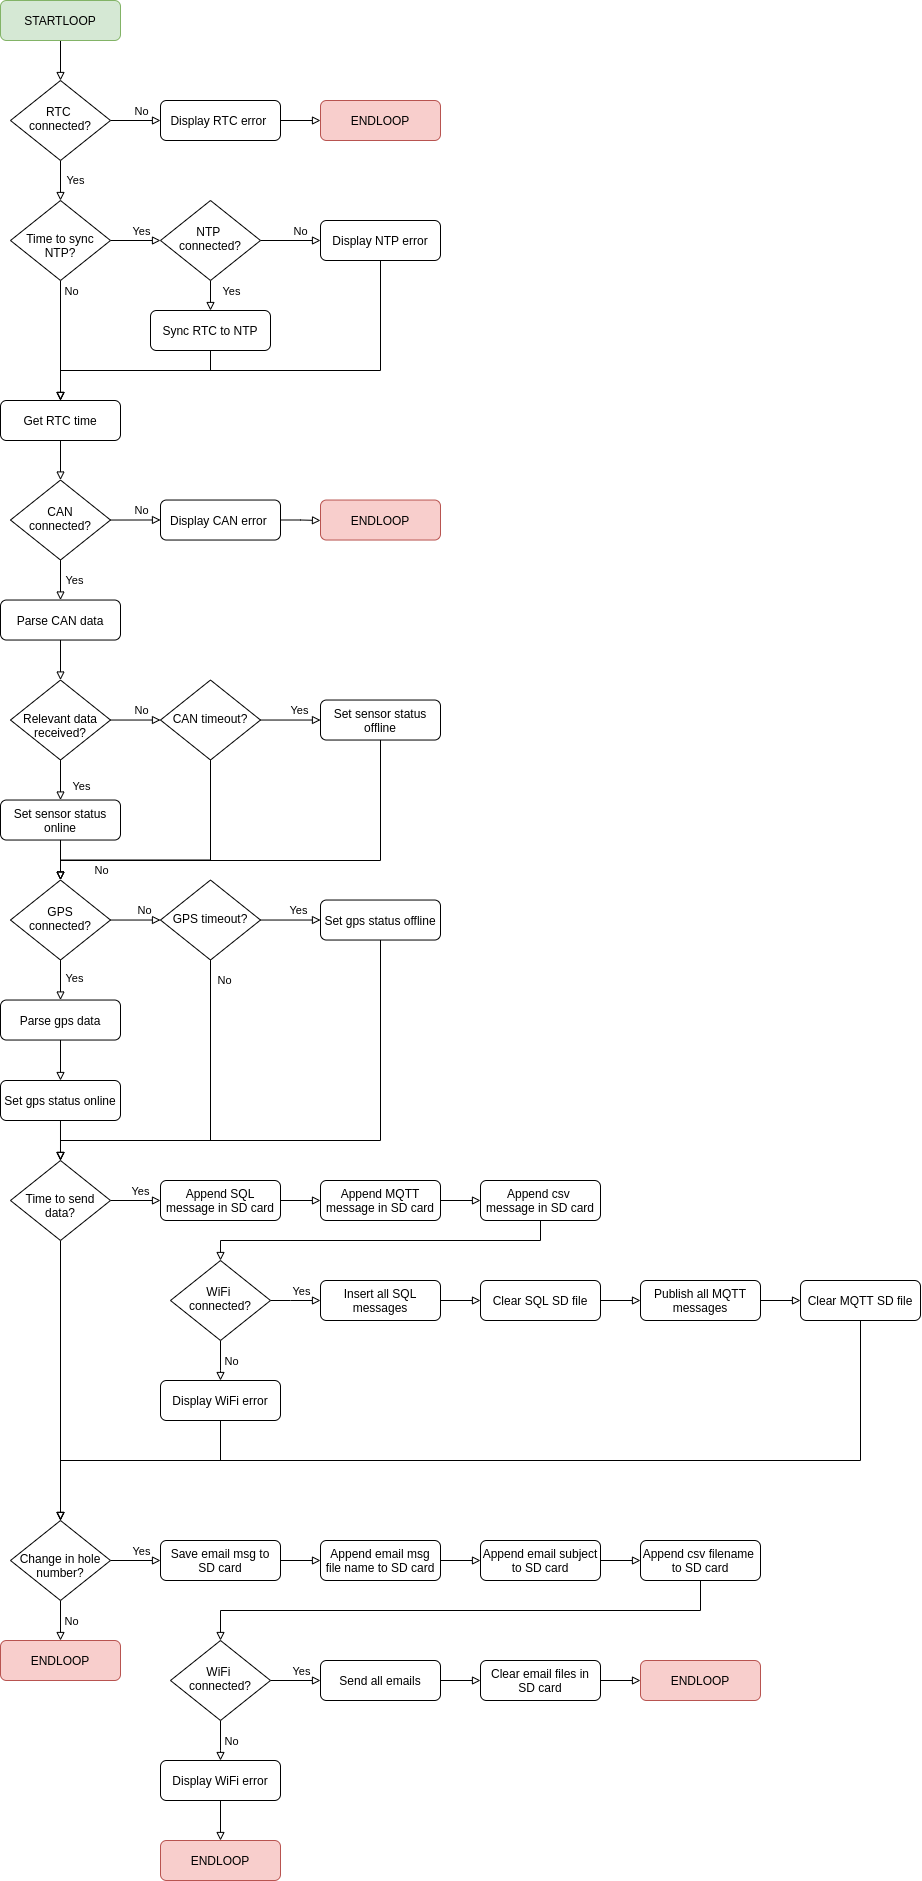 STARTLOOP
RTC
connected?
No
Display RTC error
ENDLOOP
Yes
Time to sync
NTP?
Yes
NTP
connected?
No
Display NTP error
No
Yes
Sync RTC to NTP
Get RTC time
CAN
connected?
No
Display CAN error
ENDLOOP
Yes
Parse CAN data
Relevant data
received?
No
CAN timeout?
Yes
Set sensor status
offline
Yes
Set sensor status
online
No
GPS
connected?
No
GPS timeout?
Yes
Set gps status offline
Yes
No
Parse gps data
Set gps status online
Time to send
data?
Yes
Append SQL
message in SD card
Append MQTT
message in SD card
Append csv
message in SD card
WiFi
connected?
Yes
Insert all SQL
messages
Clear SQL SD file
Publish all MQTT
messages
Clear MQTT SD file
No
Display WiFi error
Change in hole
number?
Yes
Save email msg to
SD card
Append email msg
file name to SD card
Append email subject
to SD card
Append csv filename
to SD card
No
ENDLOOP
WiFi
connected?
Yes
Send all emails
Clear email files in
SD card
ENDLOOP
No
Display WiFi error
ENDLOOP